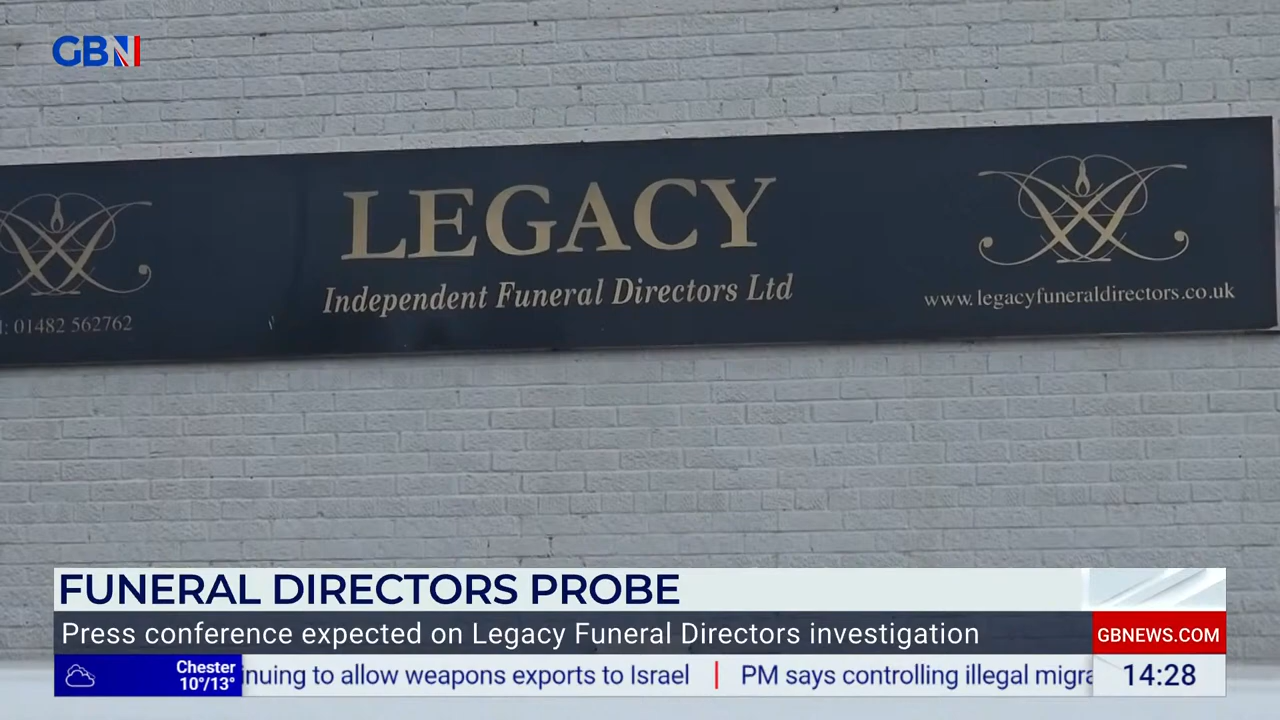 GBN
LEGACY
Independent Funeral Directors Ltd
: 01482 562762
www.legacyfuneraldirectors.co.uk
FUNERAL DIRECTORS PROBE
Press conference expected on Legacy Funeral Directors investigation
GBNEWS.COM
Chester
10°/13°
nuing to allow weapons exports to Israel | PM says controlling illegal migra
14:28